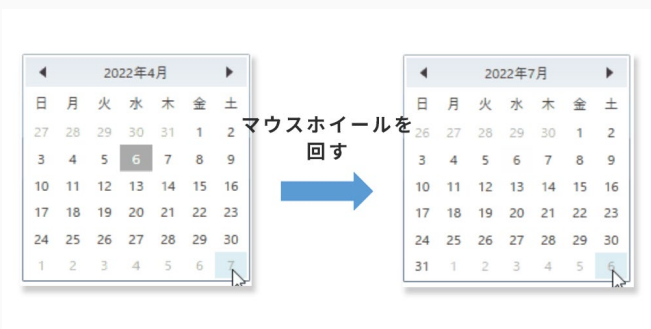 2022年4月
日 月 火 水 木 金 土
27 28 29 30 31 1 2
3 4 5 6 7 8 9
10 11 12 13 14 15 16
17 18 19 20 21 22 23
24 25 26 27 28 29 30
1 2 3 4 5 6 7
マウスホイールを
回す
2022年7月
日 月 火 水 木 金 土
26 27 28 29 30 1 2
3 4 5 6 7 8 9
10 11 12 13 14 15 16
17 18 19 20 21 22 23
24 25 26 27 28 29 30
31 1 2 3 4 5 6